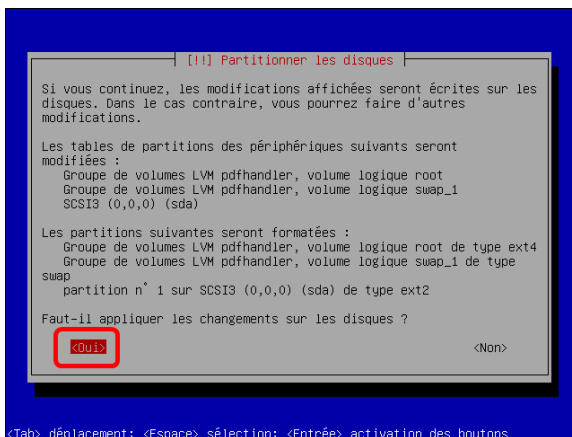 [!!] Partitionner les disques
Si vous continuez, les modifications affichées seront écrites sur les
disques. Dans le cas contraire, vous pourrez faire d'autres
modifications.
Les tables de partitions des périphériques suivants seront
modifiées :
Groupe de volumes LVM pdfhandler, volume logique root
Groupe de volumes LVM pdfhandler, volume logique swap_1
SCSI3 (0,0,0) (sda)
Les partitions suivantes seront formatées :
Groupe de volumes LVM pdfhandler, volume logique root de type ext4
Groupe de volumes LVM pdfhandler, volume logique swap_1 de type
swap
partition n° 1 sur SCSI3 (0,0,0) (sda) de type ext2
Faut-il appliquer les changements sur les disques ?
<Oui> <Non>
<Tab> déplacement; <Espace> sélection; <Entrée> activation des boutons